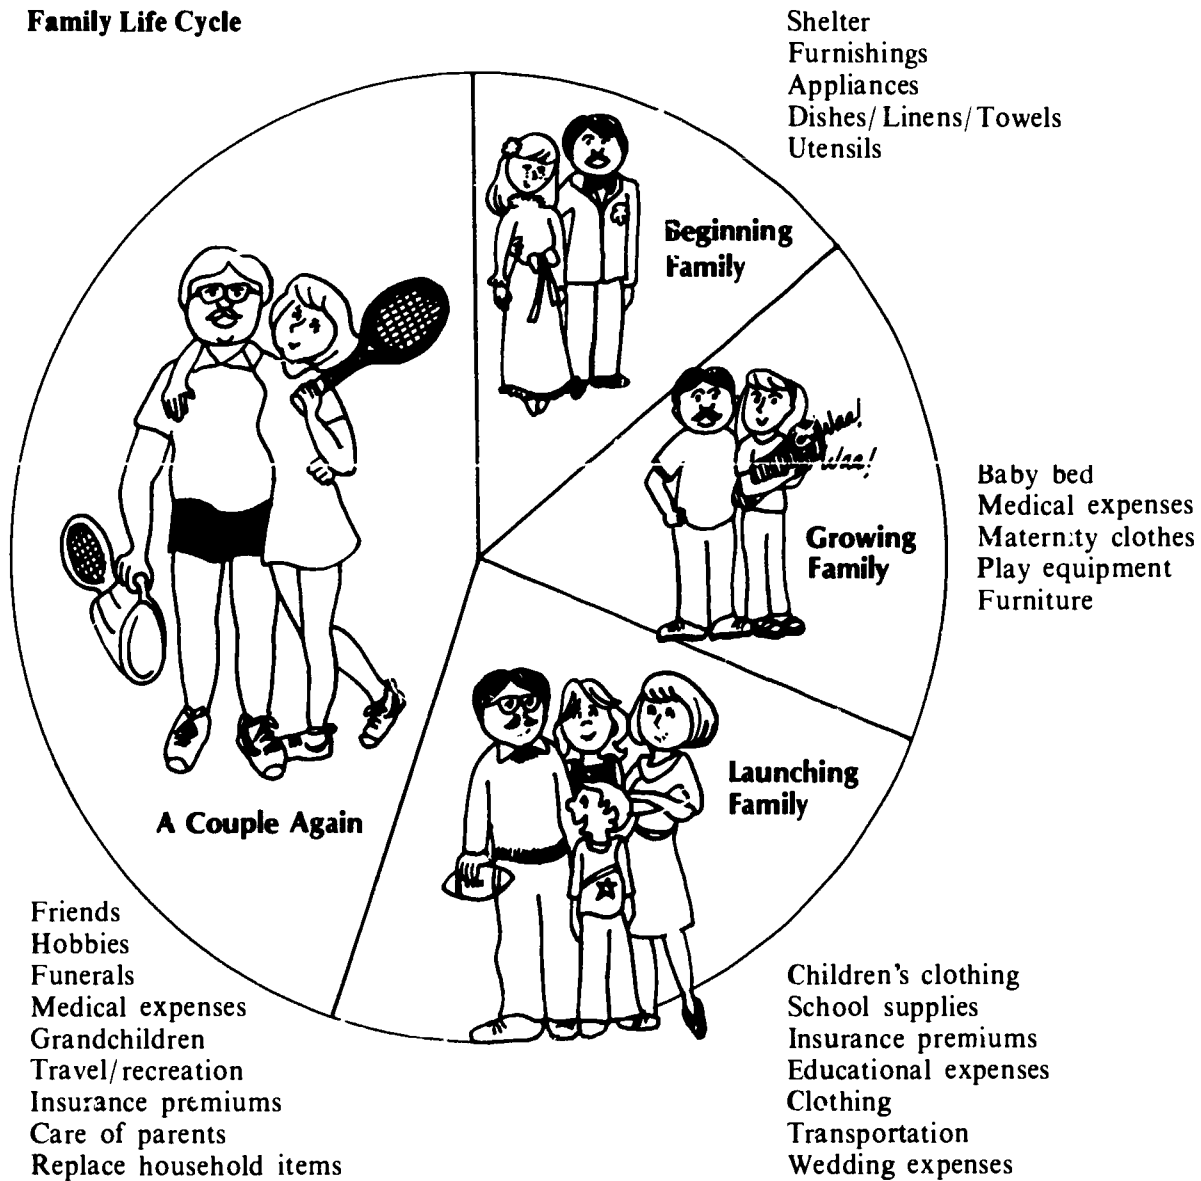 Family Life Cycle
Shelter
Furnishings
Appliances
Dishes/Linens/Towels
Utensils
Beginning
Family
Waa!
Waa!
Growing
Family
Baby bed
Medical expenses
Maternity clothes
Play equipment
Furniture
Launching
Family
A Couple Again
Friends
Hobbies
Funerals
Medical expenses
Grandchildren
Travel/recreation
Insurance premiums
Care of parents
Replace household items
Children's clothing
School supplies
Insurance premiums
Educational expenses
Clothing
Transportation
Wedding expenses